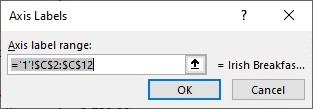 Axis Labels
Axis label range:
='1'!$C$2:$C$12 = Irish Breakfas...
OK Cancel